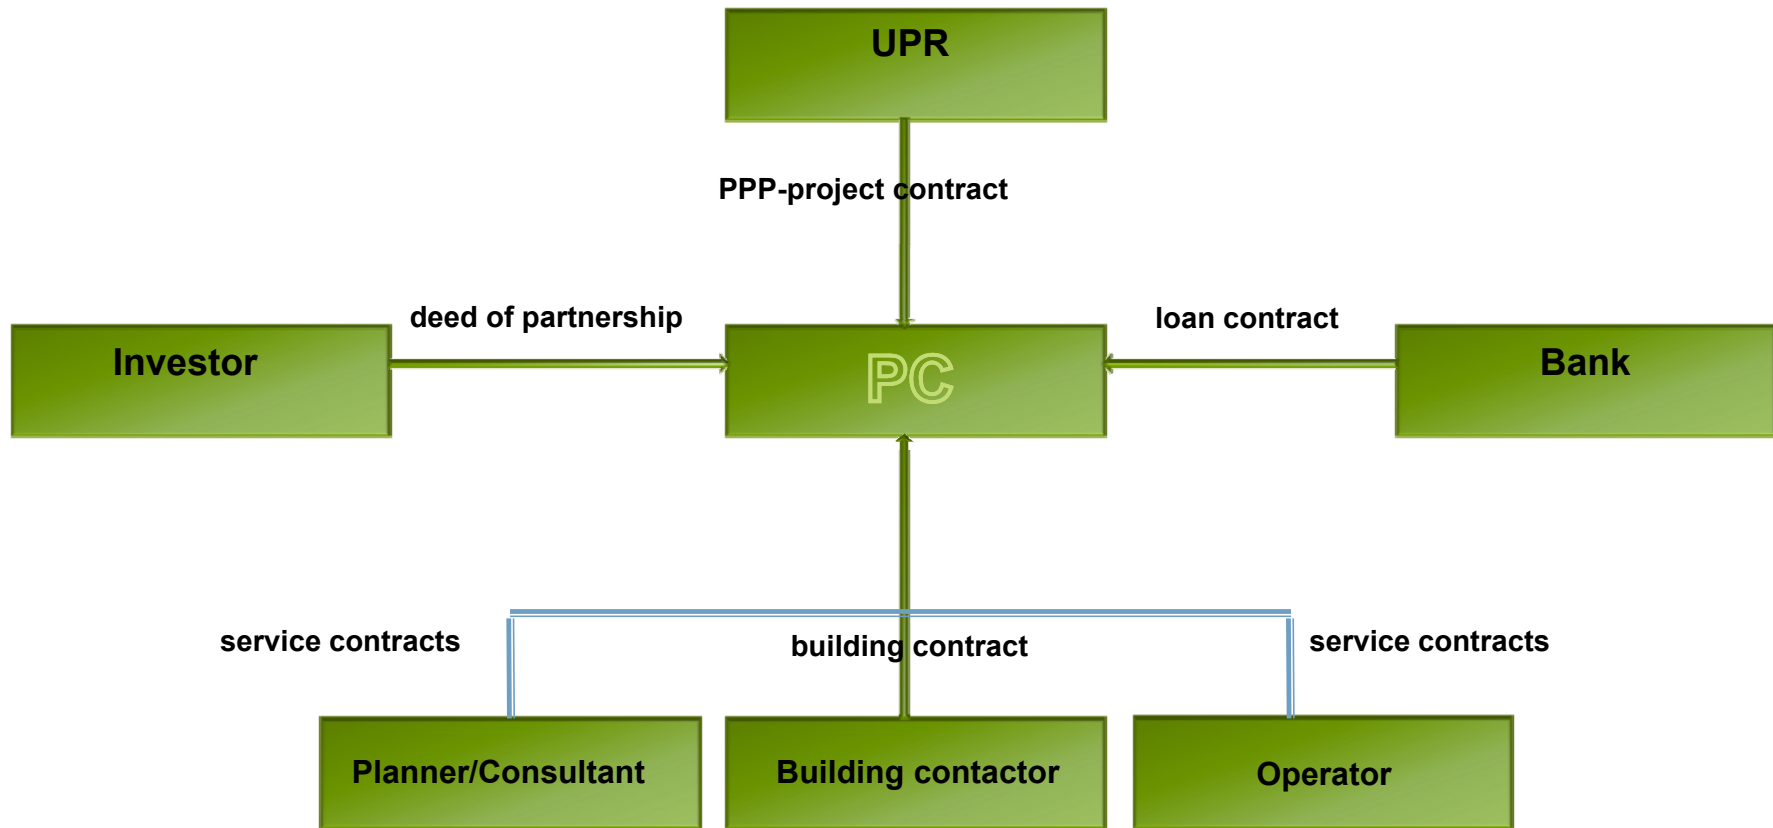 UPR
PPP-project contract
deed of partnership
loan contract
Investor
PC
Bank
service contracts
building contract
service contracts
Planner/Consultant
Building contactor
Operator